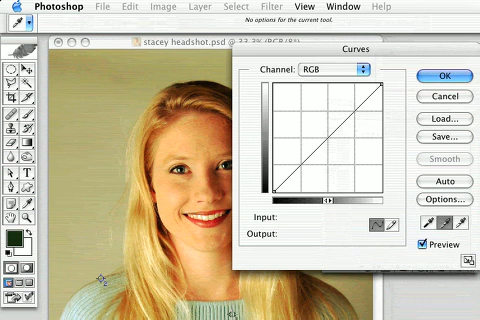 Photoshop File Edit Image Layer Select Filter View Window Help
No options for the current tool.
stacey headshot.psd @ 33.3% (RGB/8*)
Curves
Channel: RGB
OK
Cancel
Load...
Save...
Smooth
Auto
Options...
Input:
Output:
Preview
T